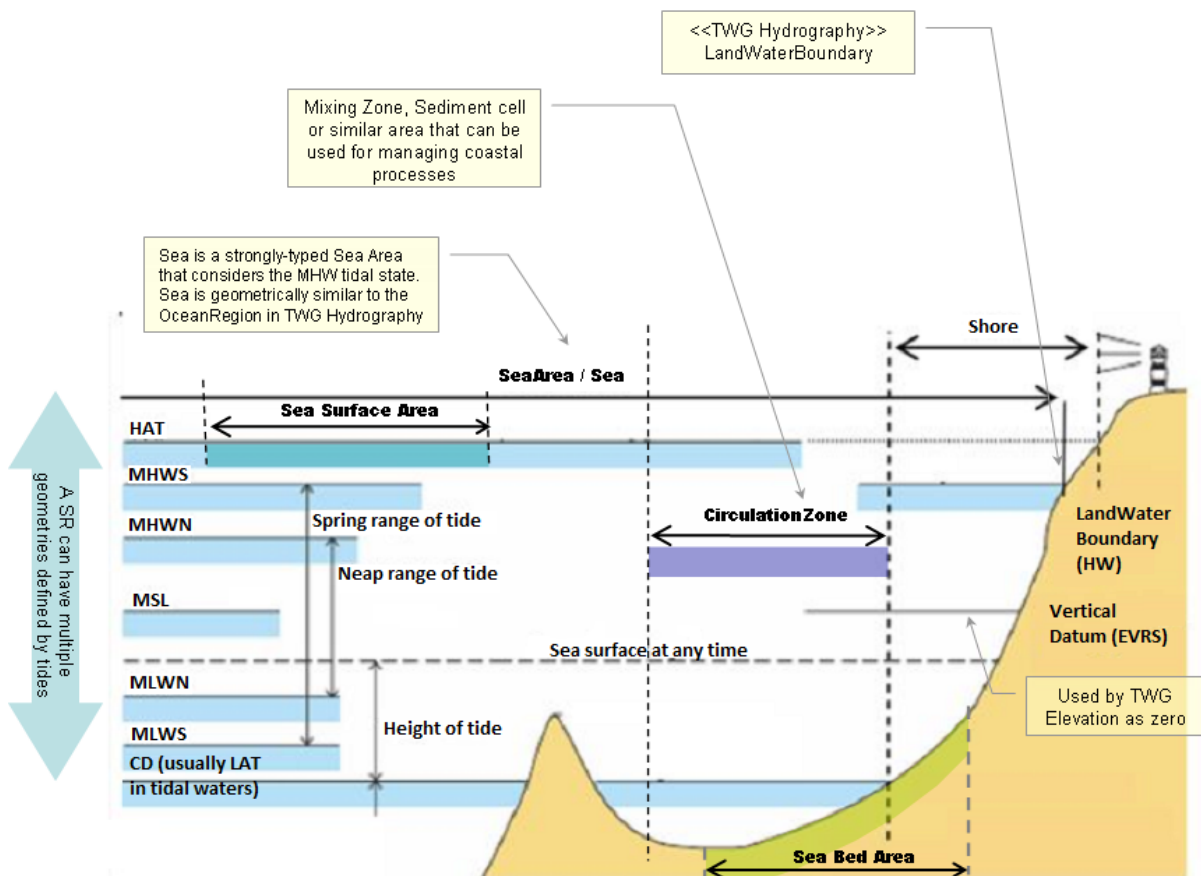 <<TWG Hydrography>>
LandWaterBoundary
Mixing Zone, Sediment cell
or similar area that can be
used for managing coastal
processes
Sea is a strongly-typed Sea Area
that considers the MHW tidal state.
Sea is geometrically similar to the
OceanRegion in TWG Hydrography
Shore
SeaArea / Sea
Sea Surface Area
HAT
MHWS
Spring range of tide
MHWN
Neap range of tide
CirculationZone
LandWater
Boundary
(HW)
MSL
Vertical
Datum (EVRS)
Sea surface at any time
MLWN
Used by TWG
Elevation as zero
Height of tide
MLWS
CD (usually LAT
in tidal waters)
Sea Bed Area
A SR can have multiple
geometries defined by tides